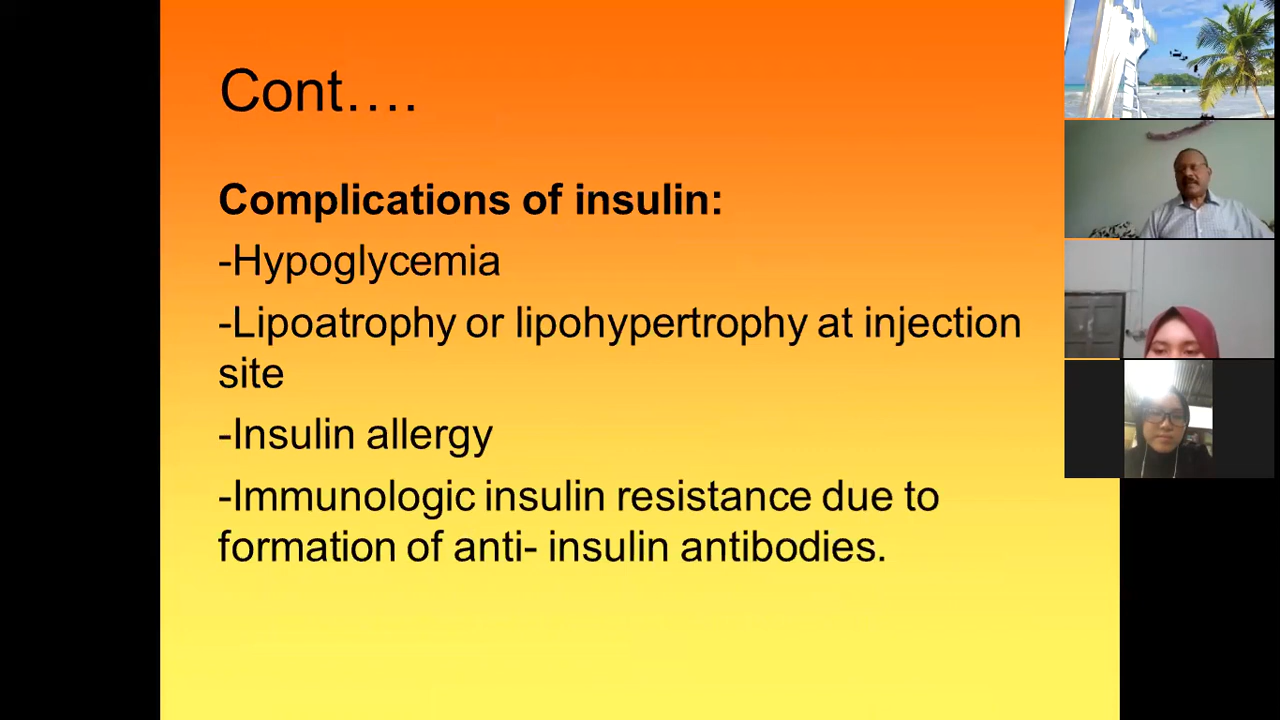 Cont….
Complications of insulin:
-Hypoglycemia
-Lipoatrophy or lipohypertrophy at injection
site
-Insulin allergy
-Immunologic insulin resistance due to
formation of anti- insulin antibodies.